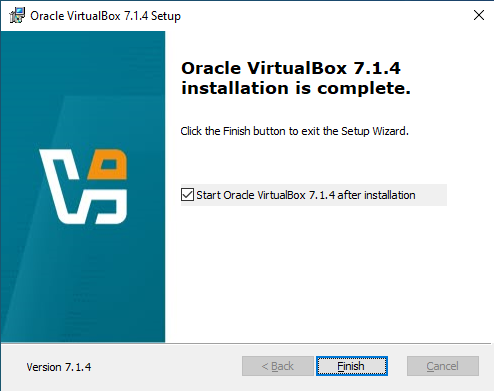 Oracle VirtualBox 7.1.4 Setup
Oracle VirtualBox 7.1.4
installation is complete.
Click the Finish button to exit the Setup Wizard.
Start Oracle VirtualBox 7.1.4 after installation
Version 7.1.4
< Back
Finish
Cancel